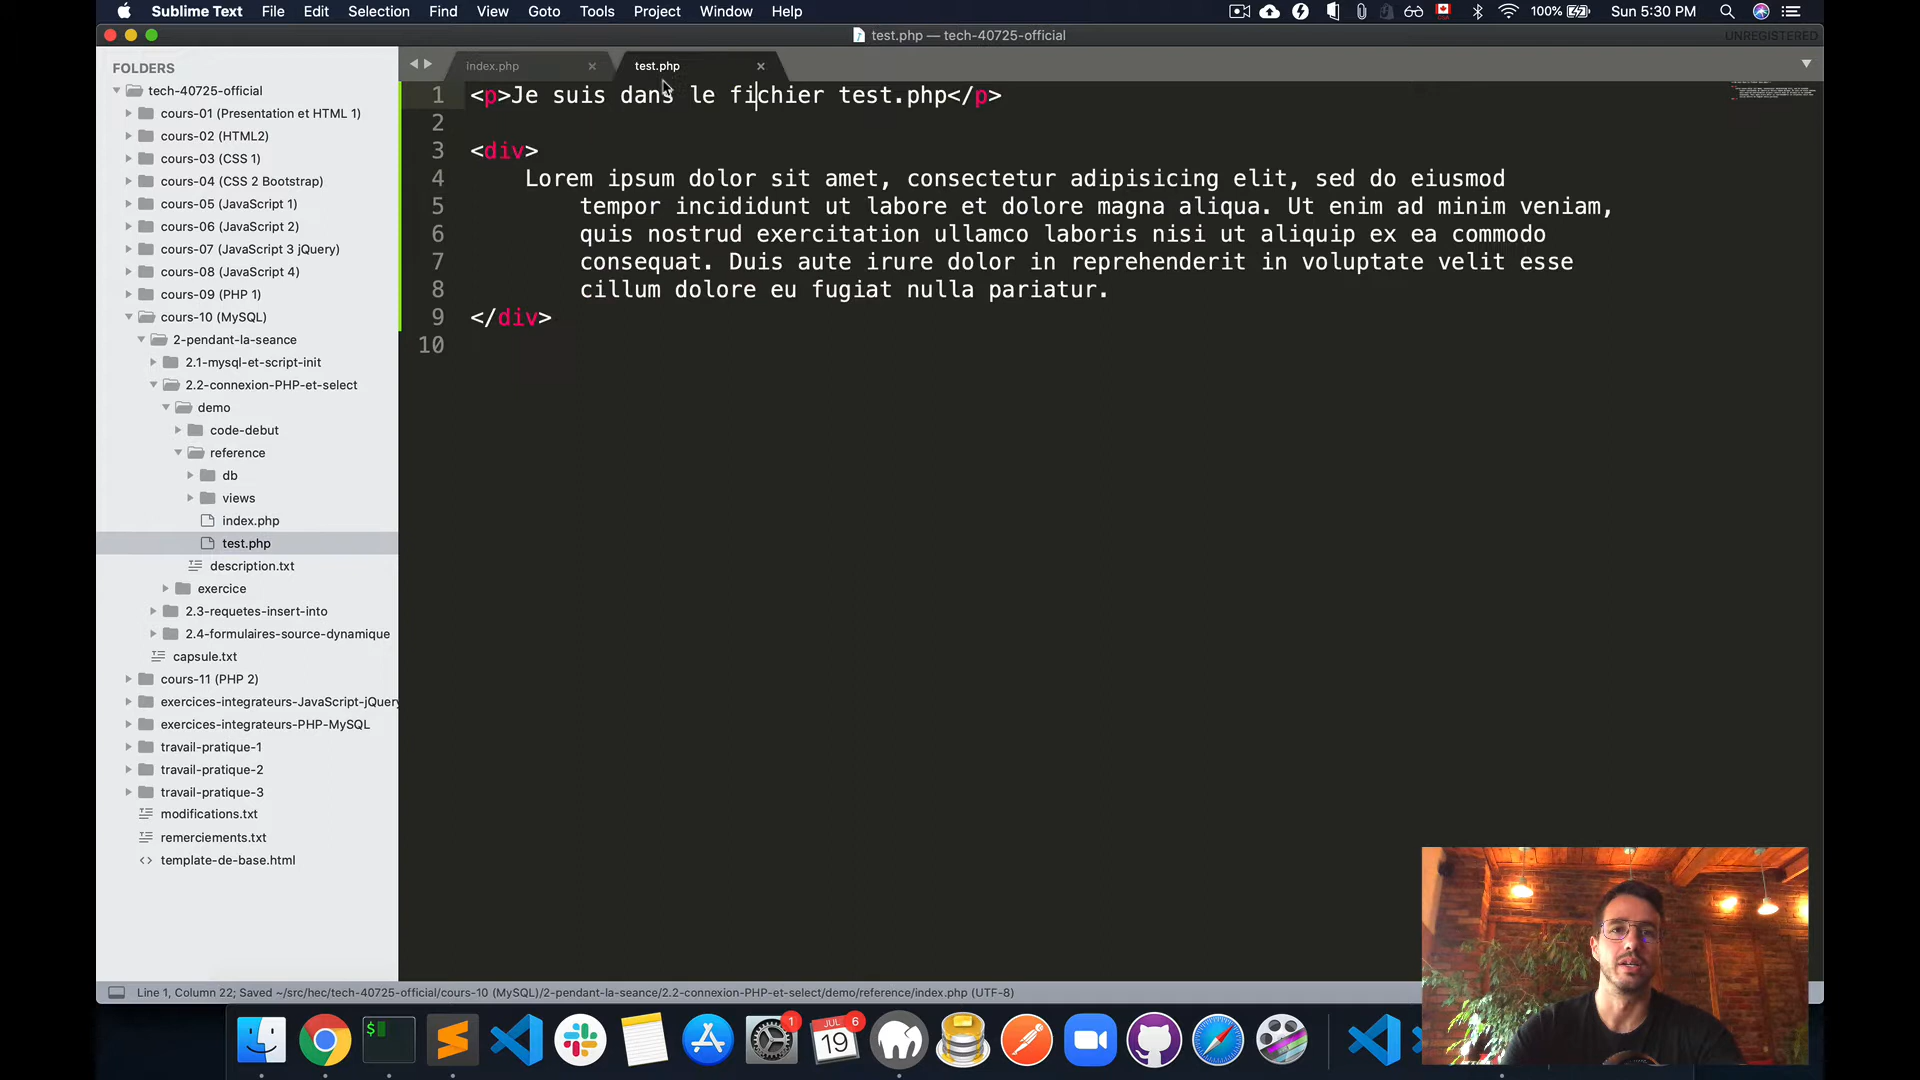 Sublime Text File Edit Selection Find View Goto Tools Project Window Help 100% Sun 5:30 PM
test.php — tech-40725-official UNREGISTERED
FOLDERS
tech-40725-official
cours-01 (Presentation et HTML 1)
cours-02 (HTML2)
cours-03 (CSS 1)
cours-04 (CSS 2 Bootstrap)
cours-05 (JavaScript 1)
cours-06 (JavaScript 2)
cours-07 (JavaScript 3 jQuery)
cours-08 (JavaScript 4)
cours-09 (PHP 1)
cours-10 (MySQL)
2-pendant-la-seance
2.1-mysql-et-script-init
2.2-connexion-PHP-et-select
demo
code-debut
reference
db
views
index.php
test.php
description.txt
exercice
2.3-requetes-insert-into
2.4-formulaires-source-dynamique
capsule.txt
cours-11 (PHP 2)
exercices-integrateurs-JavaScript-jQuery
exercices-integrateurs-PHP-MySQL
travail-pratique-1
travail-pratique-2
travail-pratique-3
modifications.txt
remerciements.txt
template-de-base.html
index.php test.php
1 <p>Je suis dans le fichier test.php</p>
2
3 <div>
4 Lorem ipsum dolor sit amet, consectetur adipisicing elit, sed do eiusmod
5 tempor incididunt ut labore et dolore magna aliqua. Ut enim ad minim veniam,
6 quis nostrud exercitation ullamco laboris nisi ut aliquip ex ea commodo
7 consequat. Duis aute irure dolor in reprehenderit in voluptate velit esse
8 cillum dolore eu fugiat nulla pariatur.
9 </div>
10
Line 1, Column 22; Saved ~/src/hec/tech-40725-official/cours-10 (MySQL)/2-pendant-la-seance/2.2-connexion-PHP-et-select/demo/reference/index.php (UTF-8)
$
1
JUL 6
19